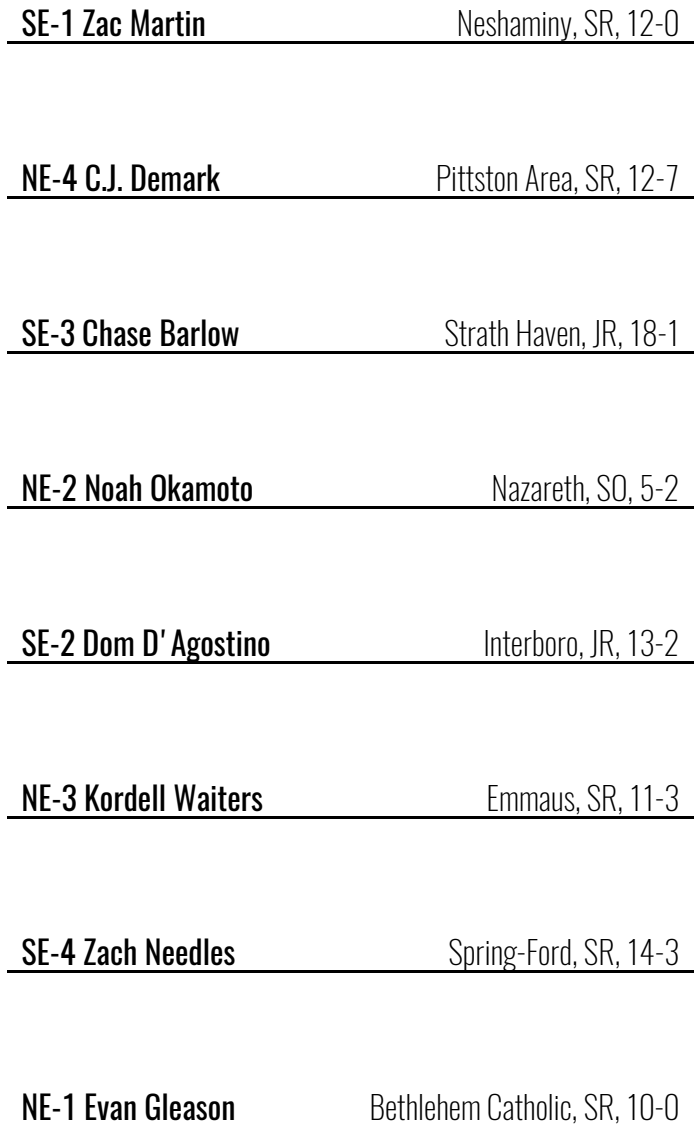 SE-1 Zac Martin Neshaminy, SR, 12-0
NE-4 C.J. Demark Pittston Area, SR, 12-7
SE-3 Chase Barlow Strath Haven, JR, 18-1
NE-2 Noah Okamoto Nazareth, SO, 5-2
SE-2 Dom D'Agostino Interboro, JR, 13-2
NE-3 Kordell Waiters Emmaus, SR, 11-3
SE-4 Zach Needles Spring-Ford, SR, 14-3
NE-1 Evan Gleason Bethlehem Catholic, SR, 10-0